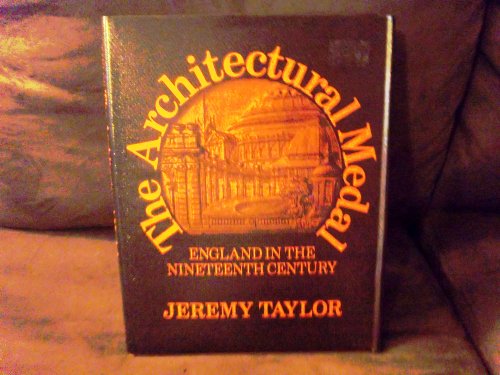 The Architectural Medal
ENGLAND IN THE
NINETEENTH CENTURY
JEREMY TAYLOR